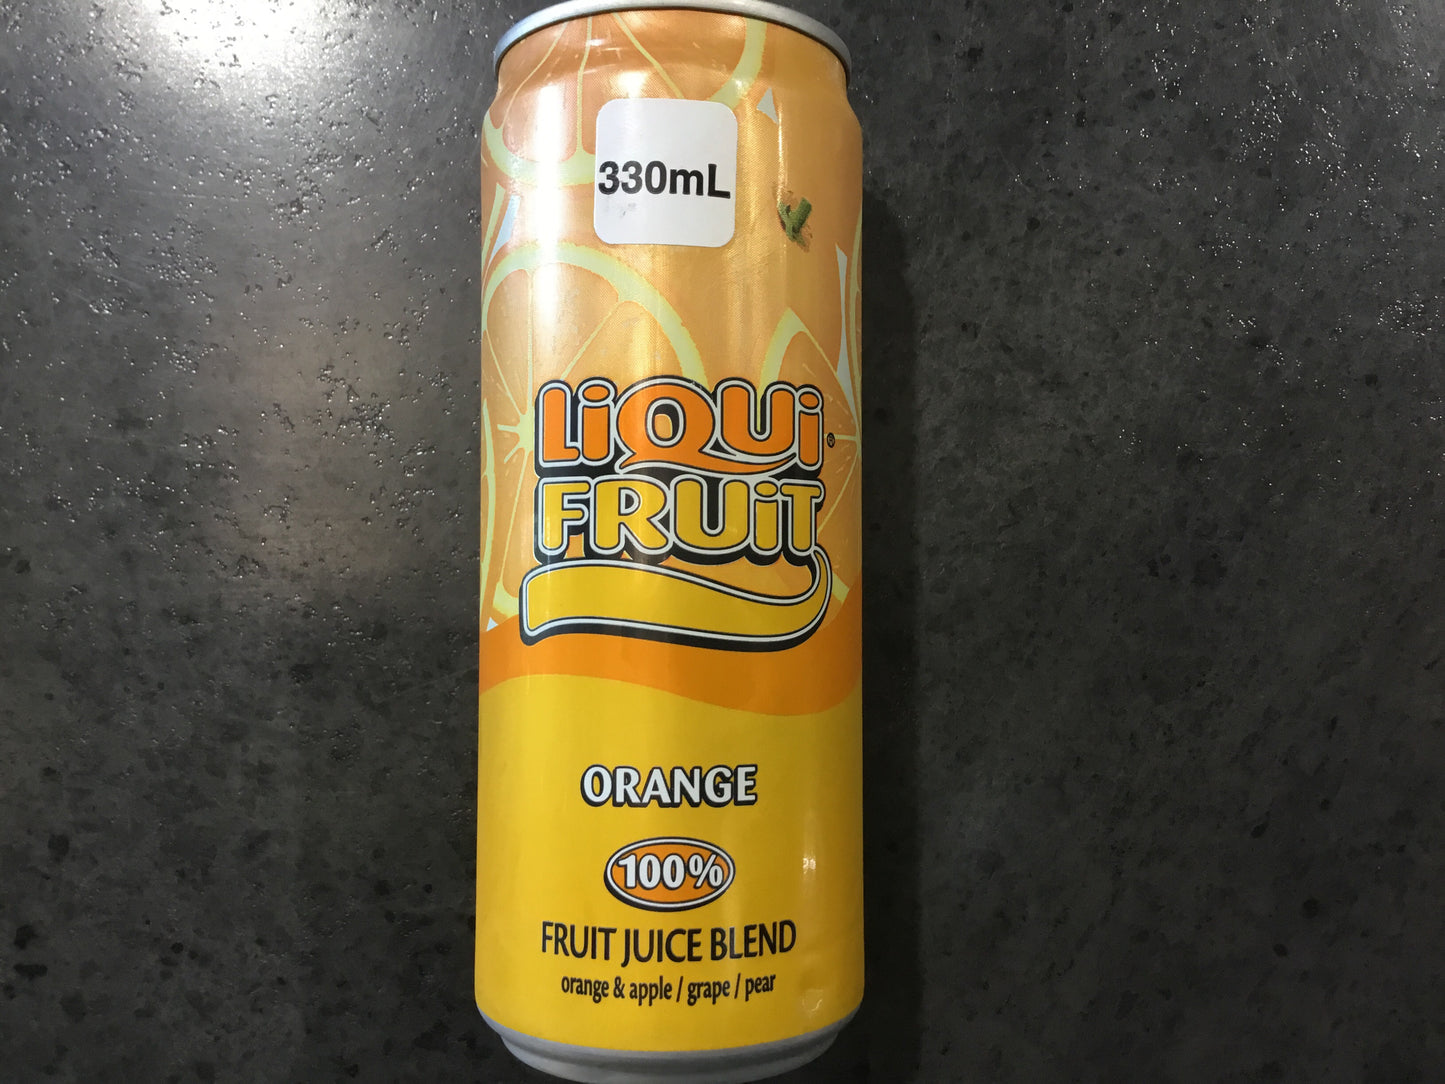 330mL
LiQUi
FRUiT®
ORANGE
100%
FRUIT JUICE BLEND
orange & apple / grape / pear